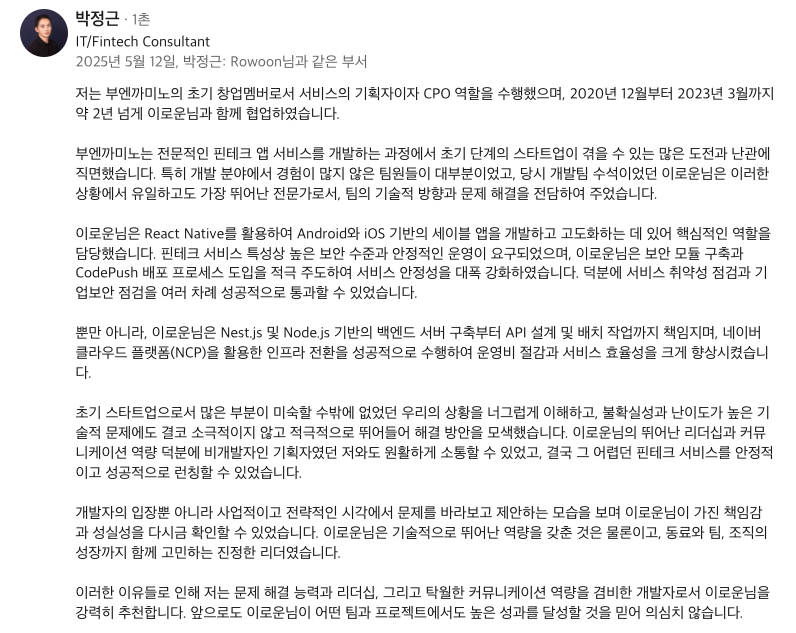 박정근 · 1촌
IT/Fintech Consultant
2025년 5월 12일, 박정근: Rowoon님과 같은 부서
저는 부엔까미노의 초기 창업멤버로서 서비스의 기획자이자 CPO 역할을 수행했으며, 2020년 12월부터 2023년 3월까지
약 2년 넘게 이로운님과 함께 협업하였습니다.
부엔까미노는 전문적인 핀테크 앱 서비스를 개발하는 과정에서 초기 단계의 스타트업이 겪을 수 있는 많은 도전과 난관에
직면했습니다. 특히 개발 분야에서 경험이 많지 않은 팀원들이 대부분이었고, 당시 개발팀 수석이었던 이로운님은 이러한
상황에서 유일하고도 가장 뛰어난 전문가로서, 팀의 기술적 방향과 문제 해결을 전담하여 주었습니다.
이로운님은 React Native를 활용하여 Android와 iOS 기반의 세이블 앱을 개발하고 고도화하는 데 있어 핵심적인 역할을
담당했습니다. 핀테크 서비스 특성상 높은 보안 수준과 안정적인 운영이 요구되었으며, 이로운님은 보안 모듈 구축과
CodePush 배포 프로세스 도입을 적극 주도하여 서비스 안정성을 대폭 강화하였습니다. 덕분에 서비스 취약성 점검과 기
업보안 점검을 여러 차례 성공적으로 통과할 수 있었습니다.
뿐만 아니라, 이로운님은 Nest.js 및 Node.js 기반의 백엔드 서버 구축부터 API 설계 및 배치 작업까지 책임지며, 네이버
클라우드 플랫폼(NCP)을 활용한 인프라 전환을 성공적으로 수행하여 운영비 절감과 서비스 효율성을 크게 향상시켰습니
다.
초기 스타트업으로서 많은 부분이 미숙할 수밖에 없었던 우리의 상황을 너그럽게 이해하고, 불확실성과 난이도가 높은 기
술적 문제에도 결코 소극적이지 않고 적극적으로 뛰어들어 해결 방안을 모색했습니다. 이로운님의 뛰어난 리더십과 커뮤
니케이션 역량 덕분에 비개발자인 기획자였던 저와도 원활하게 소통할 수 있었고, 결국 그 어렵던 핀테크 서비스를 안정적
이고 성공적으로 런칭할 수 있었습니다.
개발자의 입장뿐 아니라 사업적이고 전략적인 시각에서 문제를 바라보고 제안하는 모습을 보며 이로운님이 가진 책임감
과 성실성을 다시금 확인할 수 있었습니다. 이로운님은 기술적으로 뛰어난 역량을 갖춘 것은 물론이고, 동료와 팀, 조직의
성장까지 함께 고민하는 진정한 리더였습니다.
이러한 이유들로 인해 저는 문제 해결 능력과 리더십, 그리고 탁월한 커뮤니케이션 역량을 겸비한 개발자로서 이로운님을
강력히 추천합니다. 앞으로도 이로운님이 어떤 팀과 프로젝트에서도 높은 성과를 달성할 것을 믿어 의심치 않습니다.